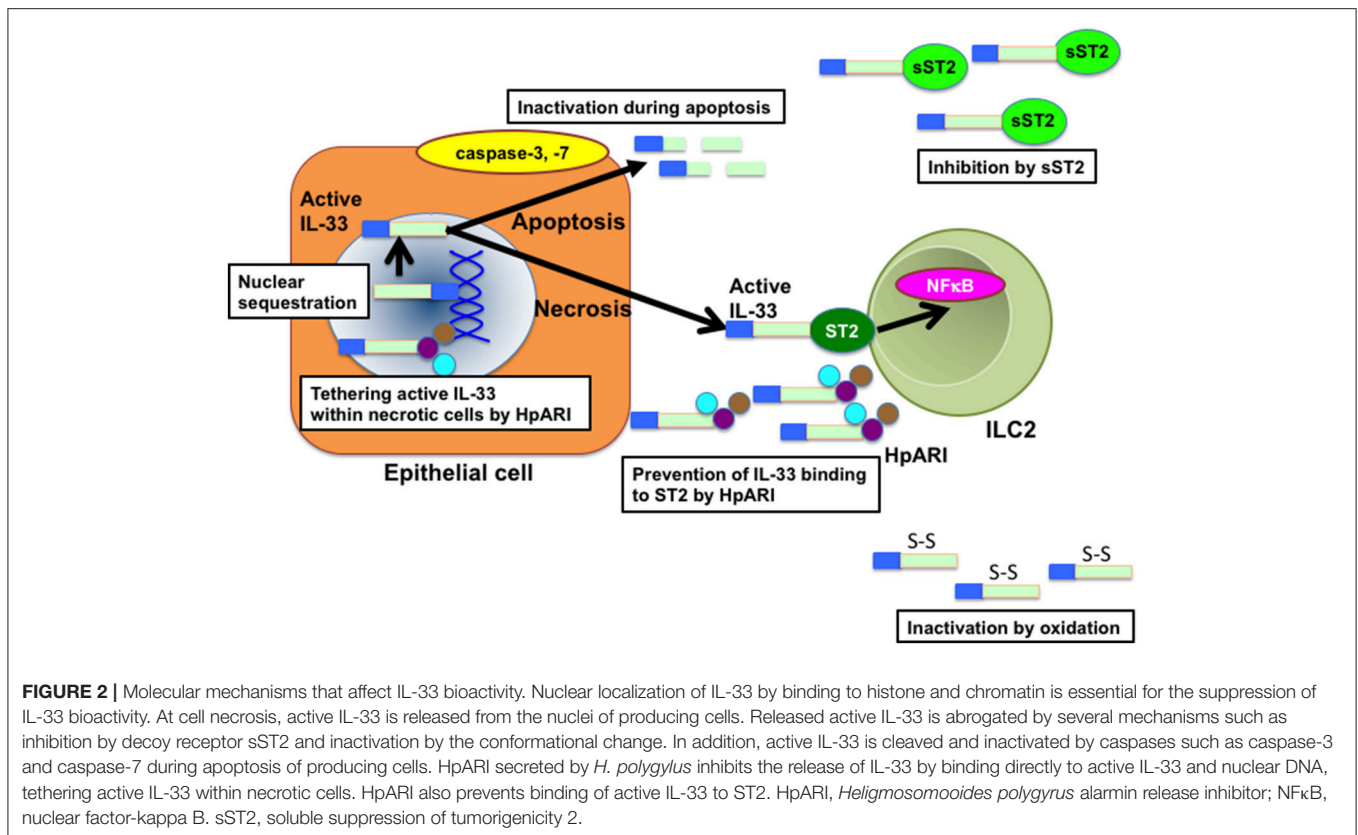 sST2
sST2
sST2
Inhibition by sST2
Inactivation during apoptosis
caspase-3, -7
Active
IL-33
Apoptosis
Nuclear
sequestration
Necrosis
Tethering active IL-33
within necrotic cells by HpARI
Epithelial cell
Active
IL-33
ST2
NFκB
ILC2
HpARI
Prevention of IL-33 binding
to ST2 by HpARI
S-S
S-S
S-S
Inactivation by oxidation
FIGURE 2 | Molecular mechanisms that affect IL-33 bioactivity. Nuclear localization of IL-33 by binding to histone and chromatin is essential for the suppression of
IL-33 bioactivity. At cell necrosis, active IL-33 is released from the nuclei of producing cells. Released active IL-33 is abrogated by several mechanisms such as
inhibition by decoy receptor sST2 and inactivation by the conformational change. In addition, active IL-33 is cleaved and inactivated by caspases such as caspase-3
and caspase-7 during apoptosis of producing cells. HpARI secreted by H. polygylus inhibits the release of IL-33 by binding directly to active IL-33 and nuclear DNA,
tethering active IL-33 within necrotic cells. HpARI also prevents binding of active IL-33 to ST2. HpARI, Heligmosomooides polygyrus alarmin release inhibitor; NFκB,
nuclear factor-kappa B. sST2, soluble suppression of tumorigenicity 2.